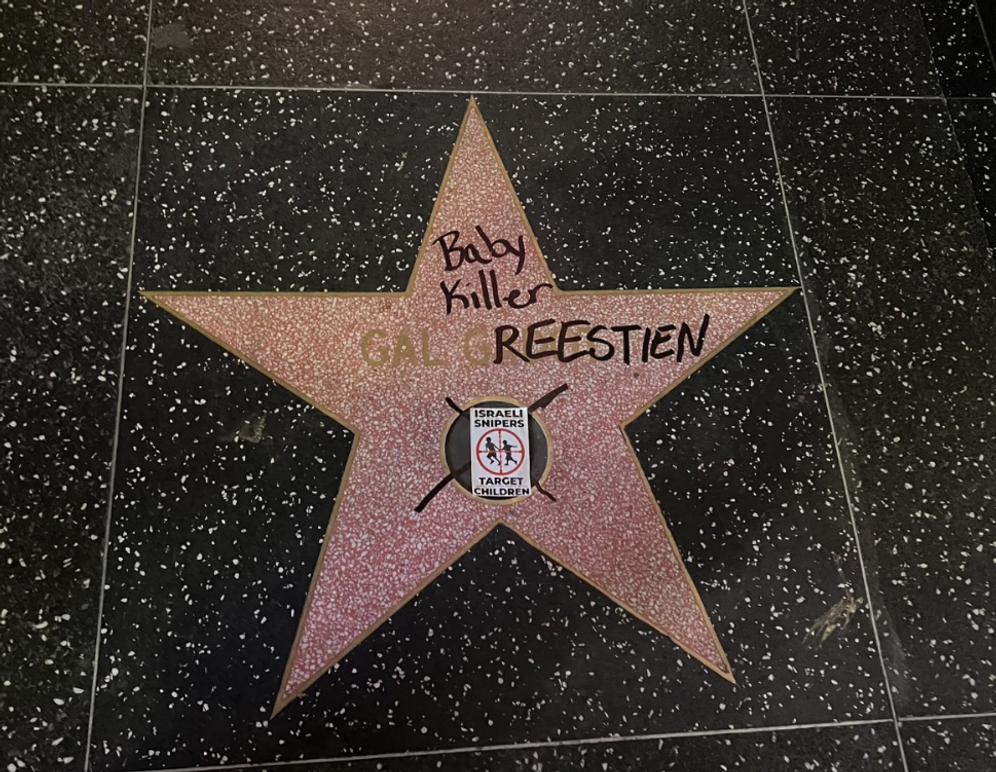 Baby
Killer
GAL GREESTIEN
ISRAELI
SNIPERS
TARGET
CHILDREN